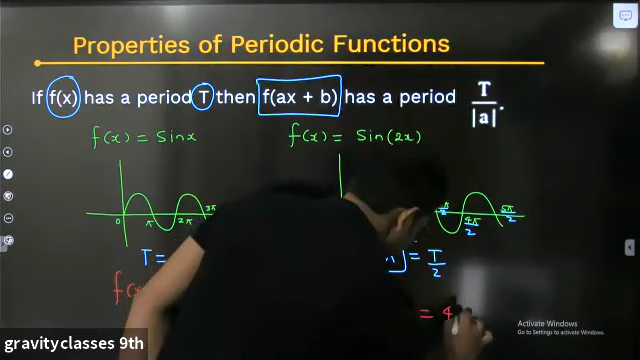 Properties of Periodic Functions
If f(x) has a period T then f(ax + b) has a period T/|a|.
f(x) = Sinx
f(x) = Sin(2x)
0 π 2π 3π
4π/2 5π/2
T =
= T/2
f(x
= 4
Activate Windows
Go to Settings to activate Windows.
gravityclasses 9th